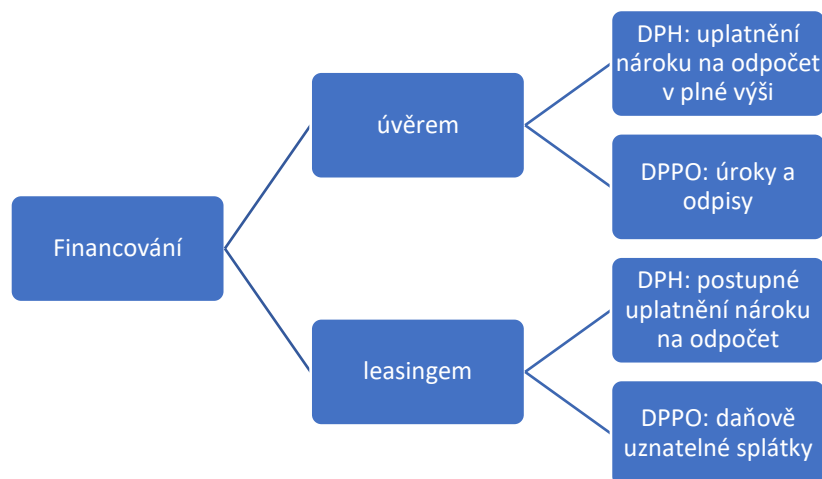 Financování
úvěrem
DPH: uplatnění
nároku na odpočet
v plné výši
DPPO: úroky a
odpisy
leasingem
DPH: postupné
uplatnění nároku
na odpočet
DPPO: daňově
uznatelné splátky